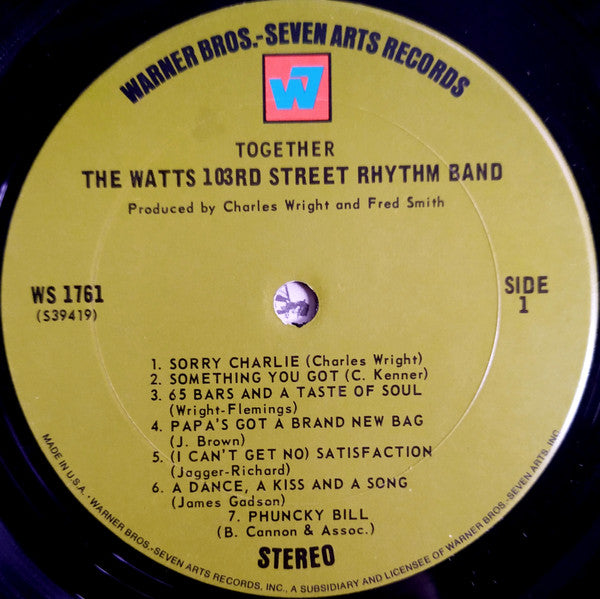 WARNER BROS.-SEVEN ARTS RECORDS
W7
TOGETHER
THE WATTS 103RD STREET RHYTHM BAND
Produced by Charles Wright and Fred Smith
WS 1761
(S39419)
SIDE
1
1. SORRY CHARLIE (Charles Wright)
2. SOMETHING YOU GOT (C. Kenner)
3. 65 BARS AND A TASTE OF SOUL
(Wright-Flemings)
4. PAPA'S GOT A BRAND NEW BAG
(J. Brown)
5. (I CAN'T GET NO) SATISFACTION
(Jagger-Richard)
6. A DANCE, A KISS AND A SONG
(James Gadson)
7. PHUNCKY BILL
(B. Cannon & Assoc.)
STEREO
MADE IN U.S.A. • WARNER BROS.-SEVEN ARTS RECORDS, INC., A SUBSIDIARY AND LICENSEE OF WARNER BROS.-SEVEN ARTS, INC.